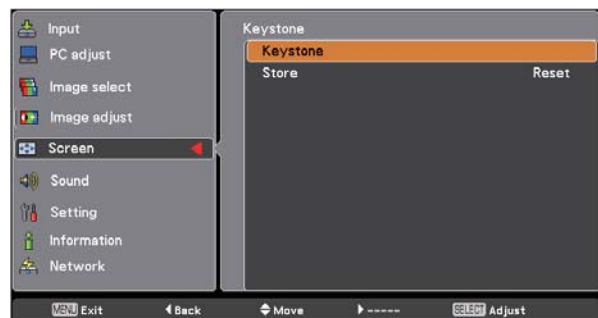 Input
PC adjust
Image select
Image adjust
Screen
Sound
Setting
Information
Network
Keystone
Keystone
Store Reset
MENU Exit Back Move ----- SELECT Adjust